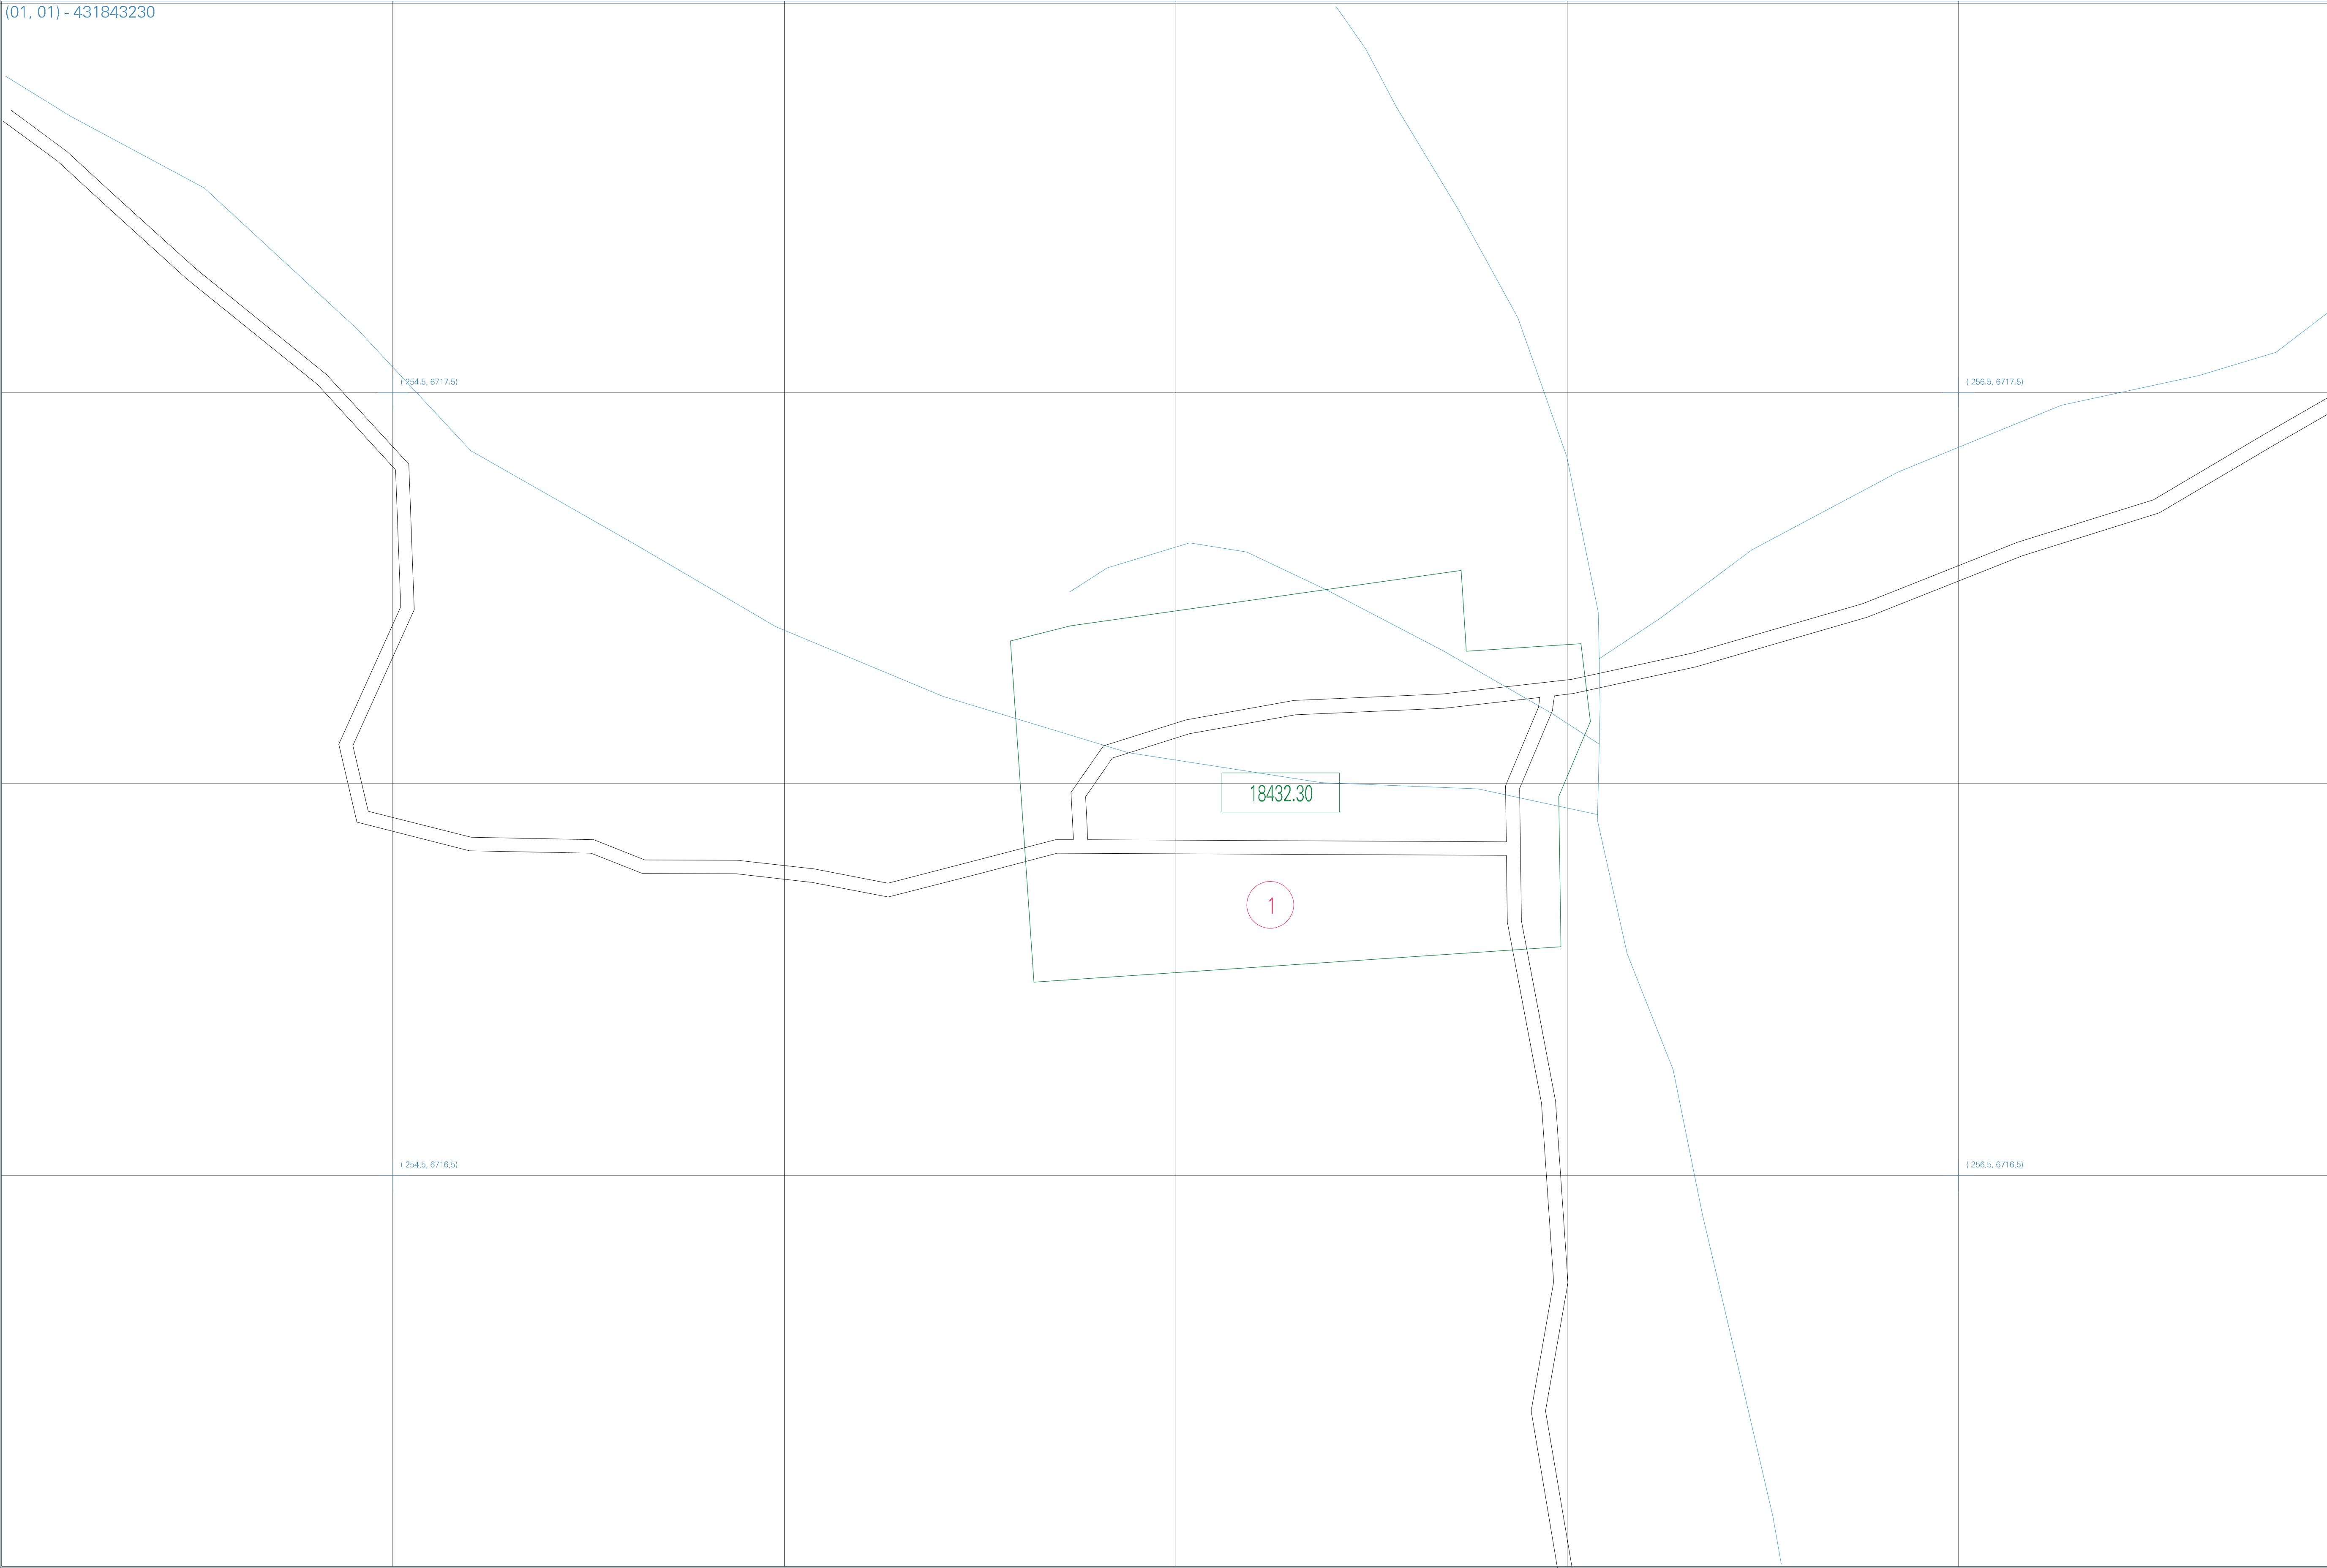 (01, 01) - 431843230
( 254.5, 6717.5)
( 256.5, 6717.5)
18432.30
1
( 254.5, 6716.5)
( 256.5, 6716.5)